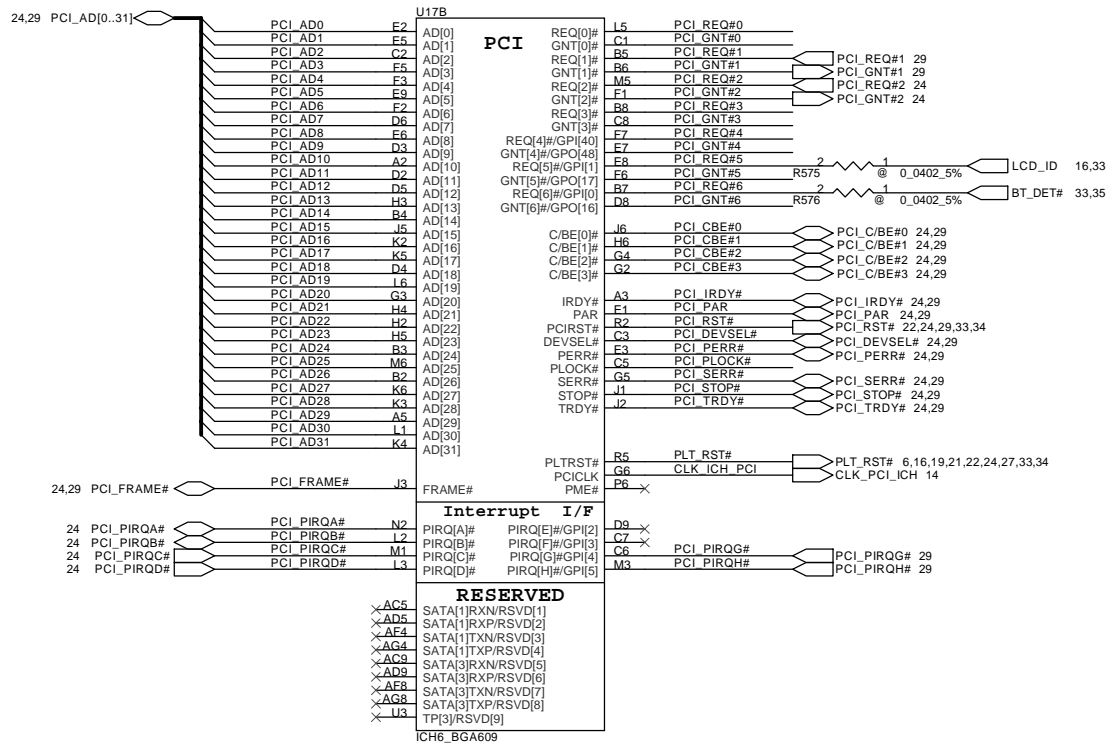 U17B
24,29 PCI_AD[0..31]
PCI
PCI_AD0 E2 AD[0] REQ[0]# L5 PCI_REQ#0
PCI_AD1 E5 AD[1] GNT[0]# C1 PCI_GNT#0
PCI_AD2 C2 AD[2] REQ[1]# B5 PCI_REQ#1 PCI_REQ#1 29
PCI_AD3 F5 AD[3] GNT[1]# B6 PCI_GNT#1 PCI_GNT#1 29
PCI_AD4 F3 AD[4] REQ[2]# M5 PCI_REQ#2 PCI_REQ#2 24
PCI_AD5 E9 AD[5] GNT[2]# F1 PCI_GNT#2 PCI_GNT#2 24
PCI_AD6 F2 AD[6] REQ[3]# B8 PCI_REQ#3
PCI_AD7 D6 AD[7] GNT[3]# C8 PCI_GNT#3
PCI_AD8 E6 AD[8] REQ[4]#/GPI[40] F7 PCI_REQ#4
PCI_AD9 D3 AD[9] GNT[4]#/GPO[48] E7 PCI_GNT#4
PCI_AD10 A2 AD[10] REQ[5]#/GPI[1] E8 PCI_REQ#5 R575 2 1 @ 0_0402_5% LCD_ID 16,33
PCI_AD11 D2 AD[11] GNT[5]#/GPO[17] F6 PCI_GNT#5
PCI_AD12 D5 AD[12] REQ[6]#/GPI[0] B7 PCI_REQ#6 R576 2 1 @ 0_0402_5% BT_DET# 33,35
PCI_AD13 H3 AD[13] GNT[6]#/GPO[16] D8 PCI_GNT#6
PCI_AD14 B4 AD[14]
PCI_AD15 J5 AD[15] C/BE[0]# J6 PCI_CBE#0 PCI_C/BE#0 24,29
PCI_AD16 K2 AD[16] C/BE[1]# H6 PCI_CBE#1 PCI_C/BE#1 24,29
PCI_AD17 K5 AD[17] C/BE[2]# G4 PCI_CBE#2 PCI_C/BE#2 24,29
PCI_AD18 D4 AD[18] C/BE[3]# G2 PCI_CBE#3 PCI_C/BE#3 24,29
PCI_AD19 L6 AD[19]
PCI_AD20 G3 AD[20] IRDY# A3 PCI_IRDY# PCI_IRDY# 24,29
PCI_AD21 H4 AD[21] PAR E1 PCI_PAR PCI_PAR 24,29
PCI_AD22 H2 AD[22] PCIRST# R2 PCI_RST# PCI_RST# 22,24,29,33,34
PCI_AD23 H5 AD[23] DEVSEL# C3 PCI_DEVSEL# PCI_DEVSEL# 24,29
PCI_AD24 B3 AD[24] PERR# E3 PCI_PERR# PCI_PERR# 24,29
PCI_AD25 M6 AD[25] PLOCK# C5 PCI_PLOCK#
PCI_AD26 B2 AD[26] SERR# G5 PCI_SERR# PCI_SERR# 24,29
PCI_AD27 K6 AD[27] STOP# J1 PCI_STOP# PCI_STOP# 24,29
PCI_AD28 K3 AD[28] TRDY# J2 PCI_TRDY# PCI_TRDY# 24,29
PCI_AD29 A5 AD[29]
PCI_AD30 L1 AD[30]
PCI_AD31 K4 AD[31]
PLTRST# R5 PLT_RST# PLT_RST# 6,16,19,21,22,24,27,33,34
PCICLK G6 CLK_ICH_PCI CLK_PCI_ICH 14
24,29 PCI_FRAME# PCI_FRAME# J3 FRAME# PME# P6
Interrupt I/F
24 PCI_PIRQA# PCI_PIRQA# N2 PIRQ[A]# PIRQ[E]#/GPI[2] D9
24 PCI_PIRQB# PCI_PIRQB# L2 PIRQ[B]# PIRQ[F]#/GPI[3] C7
24 PCI_PIRQC# PCI_PIRQC# M1 PIRQ[C]# PIRQ[G]#/GPI[4] C6 PCI_PIRQG# PCI_PIRQG# 29
24 PCI_PIRQD# PCI_PIRQD# L3 PIRQ[D]# PIRQ[H]#/GPI[5] M3 PCI_PIRQH# PCI_PIRQH# 29
RESERVED
AC5 SATA[1]RXN/RSVD[1]
AD5 SATA[1]RXP/RSVD[2]
AF4 SATA[1]TXN/RSVD[3]
AG4 SATA[1]TXP/RSVD[4]
AC9 SATA[3]RXN/RSVD[5]
AD9 SATA[3]RXP/RSVD[6]
AF8 SATA[3]TXN/RSVD[7]
AG8 SATA[3]TXP/RSVD[8]
U3 TP[3]/RSVD[9]
ICH6_BGA609